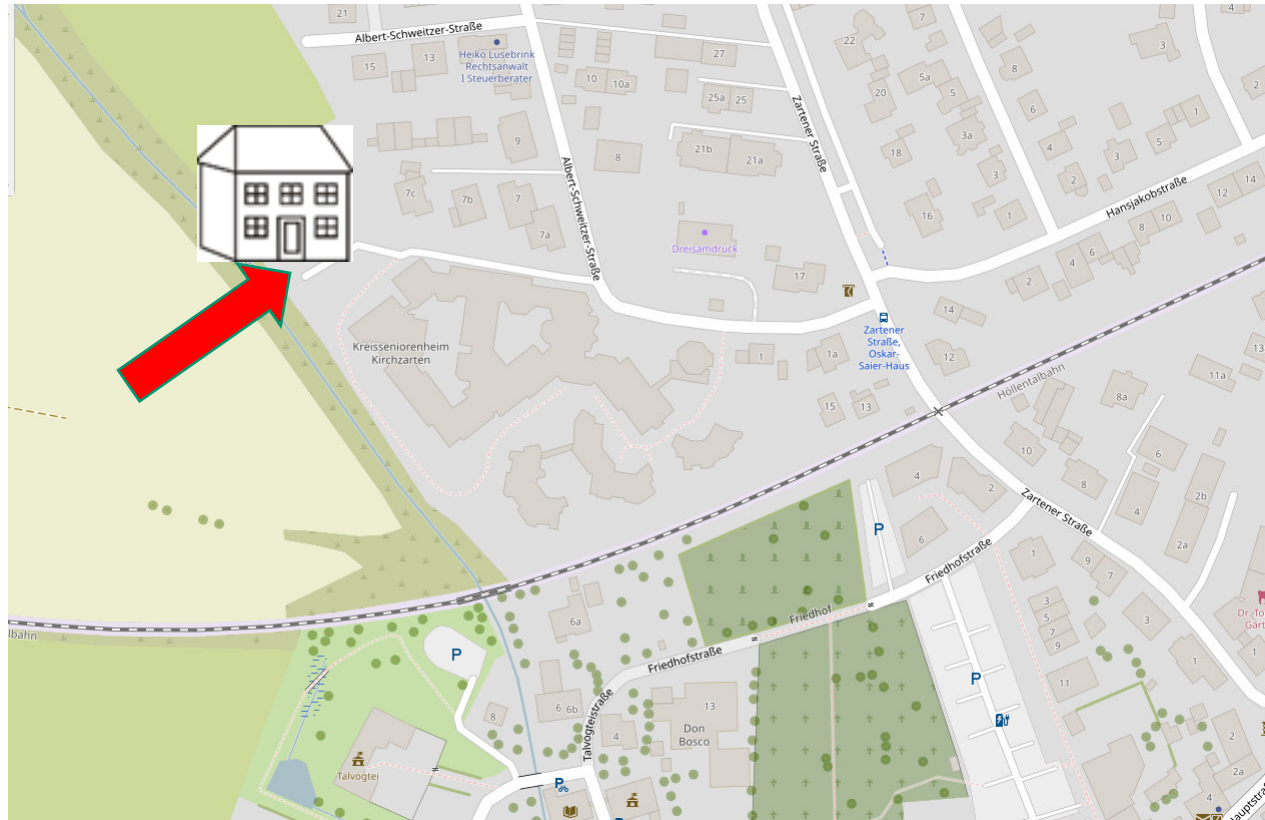 21
Albert-Schweitzer-Straße
15
13
Heiko Lusebrink
Rechtsanwalt
I Steuerberater
10
10a
27
25a
25
22
7
5a
5
8
20
3
4
2
6
1
5
3
4
2
3a
3
1
18
16
9
8
21b
21a
Zartener Straße
Albert-Schweitzer-Straße
7c
7b
7
7a
Dreisamdruck
17
Hansjakobstraße
14
12
10
8
6
4
2
Kreisseniorenheim
Kirchzarten
1
1a
Zartener
Straße,
Oskar-
Saier-Haus
14
12
15
13
Höllentalbahn
13
11a
8a
6
10
8
4
2b
2a
4
2
6
Zartener Straße
P
Friedhofstraße
1
9
7
3
3
5
7
9
11
1
1
Dr. To
Gart
lbahn
6a
Friedhof
Friedhofstraße
P
P
8
6
6b
Talvogteistraße
4
13
Don
Bosco
Talvogtei
P
2
2a
4
Hauptstra